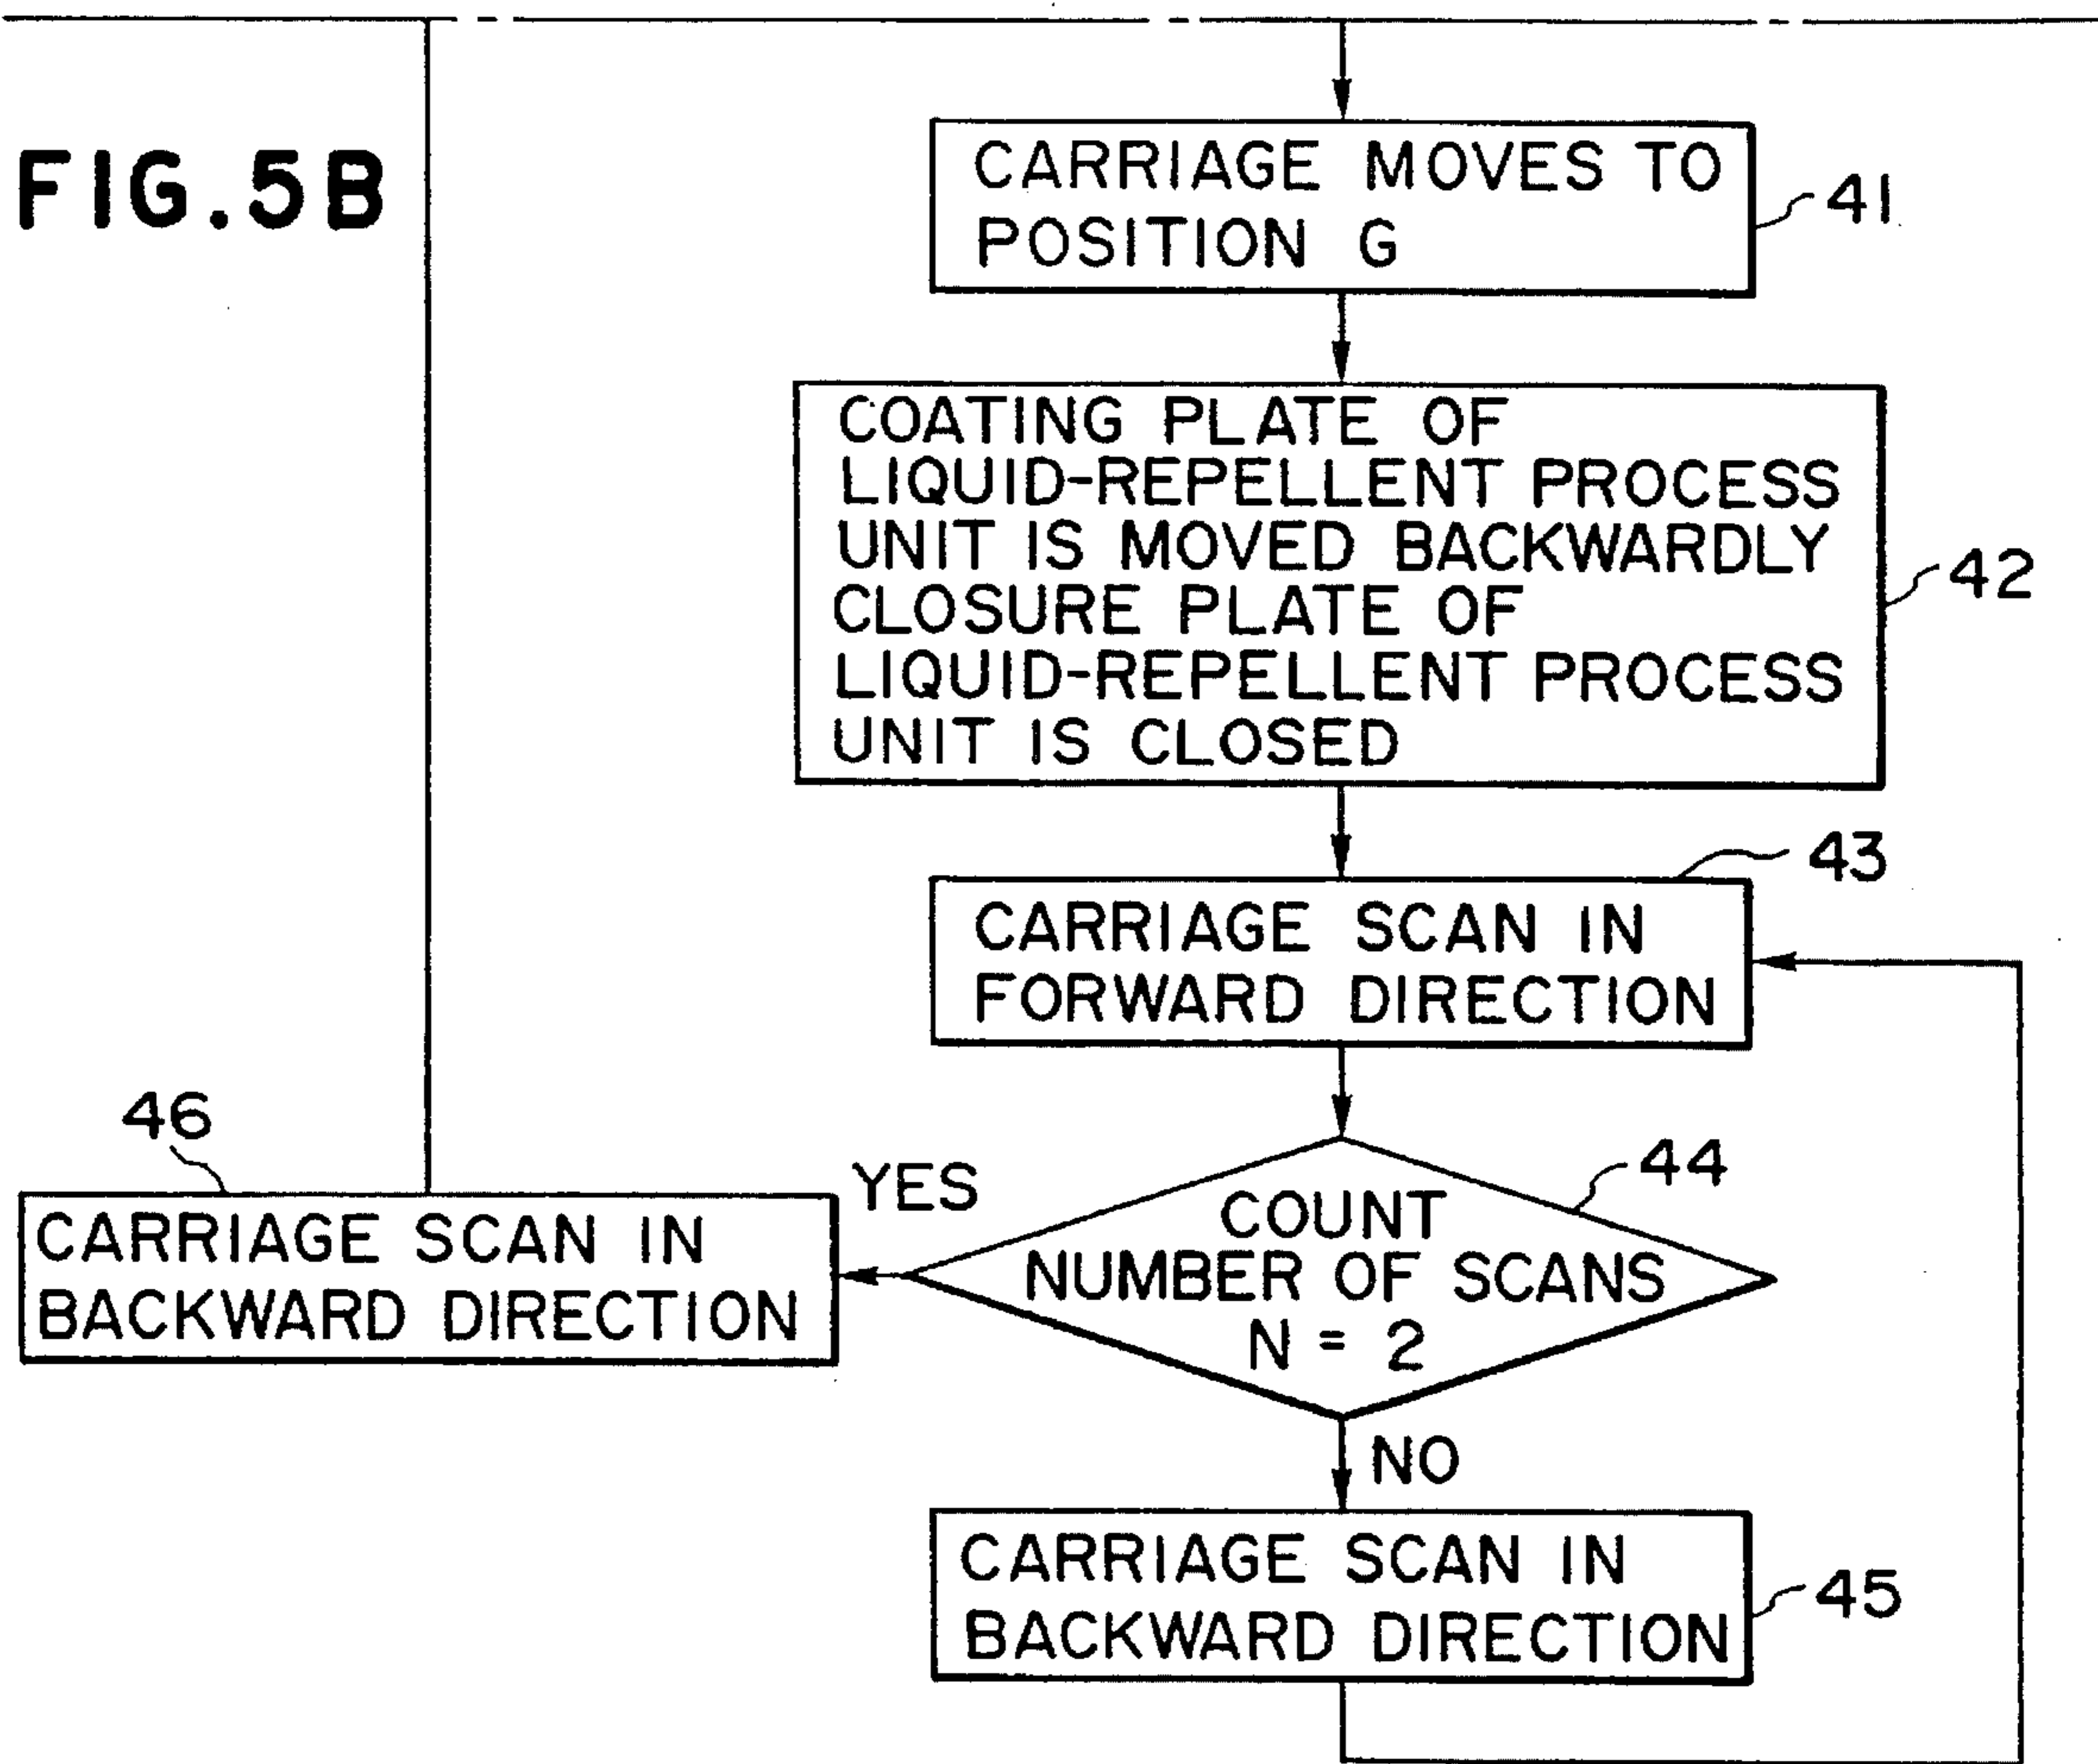 FIG.5B
CARRIAGE MOVES TO
POSITION G
41
COATING PLATE OF
LIQUID-REPELLENT PROCESS
UNIT IS MOVED BACKWARDLY
CLOSURE PLATE OF
LIQUID-REPELLENT PROCESS
UNIT IS CLOSED
42
43
CARRIAGE SCAN IN
FORWARD DIRECTION
44
COUNT
NUMBER OF SCANS
N = 2
YES
46
CARRIAGE SCAN IN
BACKWARD DIRECTION
NO
CARRIAGE SCAN IN
BACKWARD DIRECTION
45